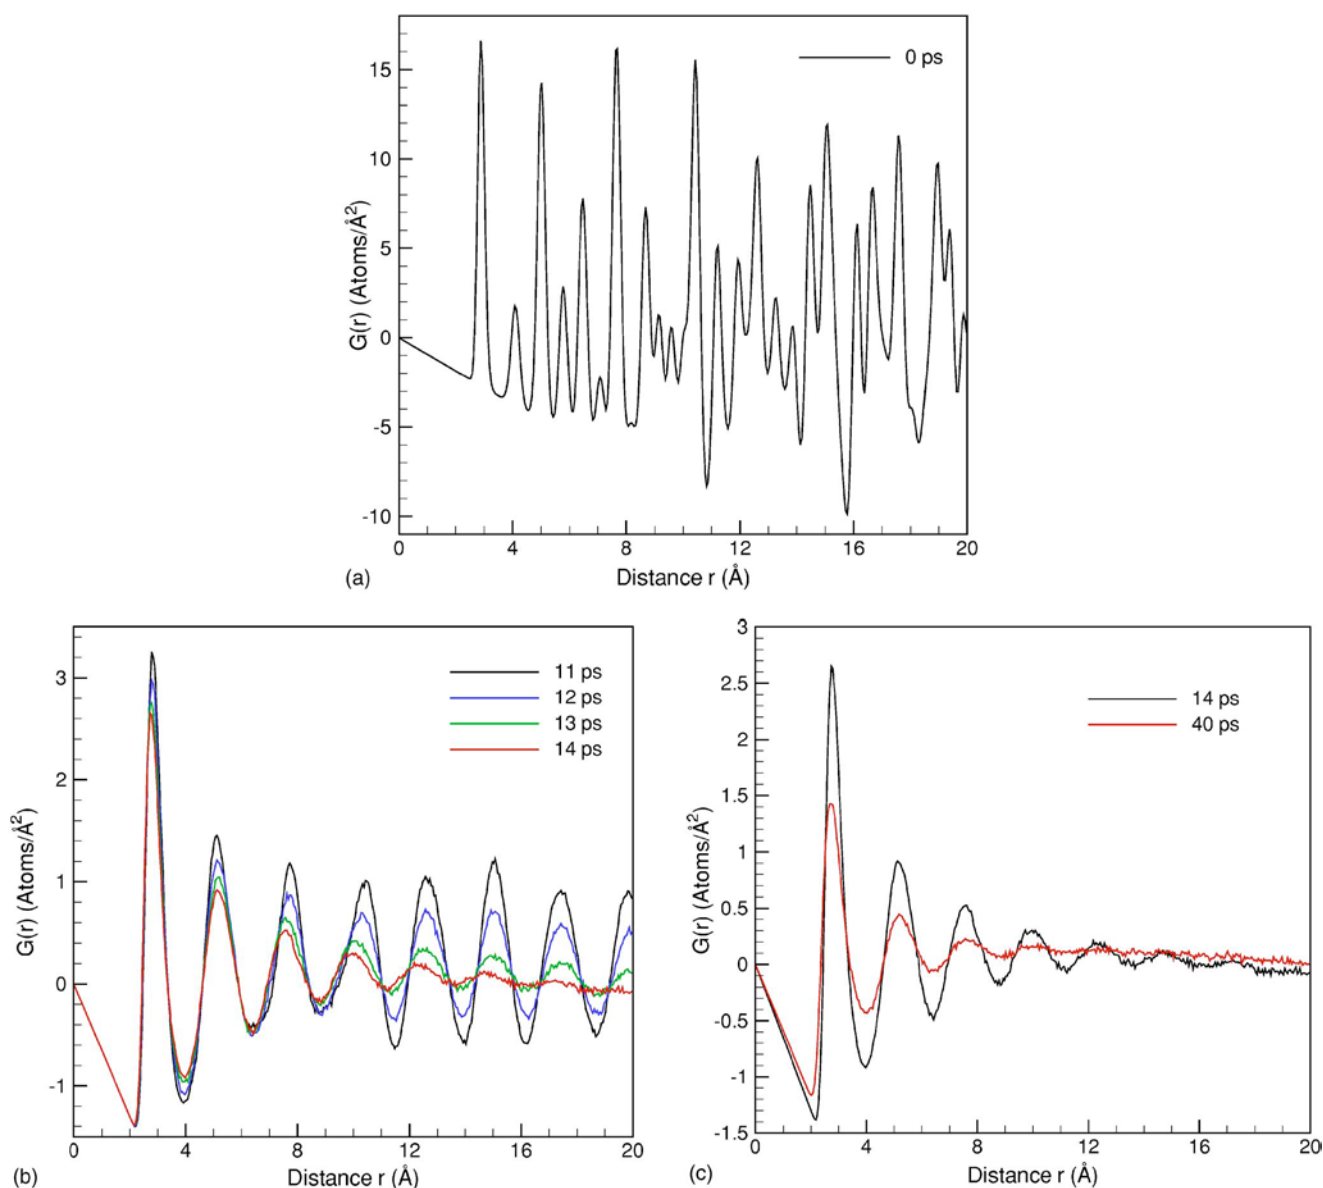 0 ps
15
10
5
0
-5
-10
G(r) (Atoms/Å²)
0 4 8 12 16 20
Distance r (Å)
(a)
11 ps
12 ps
13 ps
14 ps
3
2
1
0
-1
G(r) (Atoms/Å²)
0 4 8 12 16 20
Distance r (Å)
(b)
14 ps
40 ps
3
2.5
2
1.5
1
0.5
0
-0.5
-1
-1.5
G(r) (Atoms/Å²)
0 4 8 12 16 20
Distance r (Å)
(c)